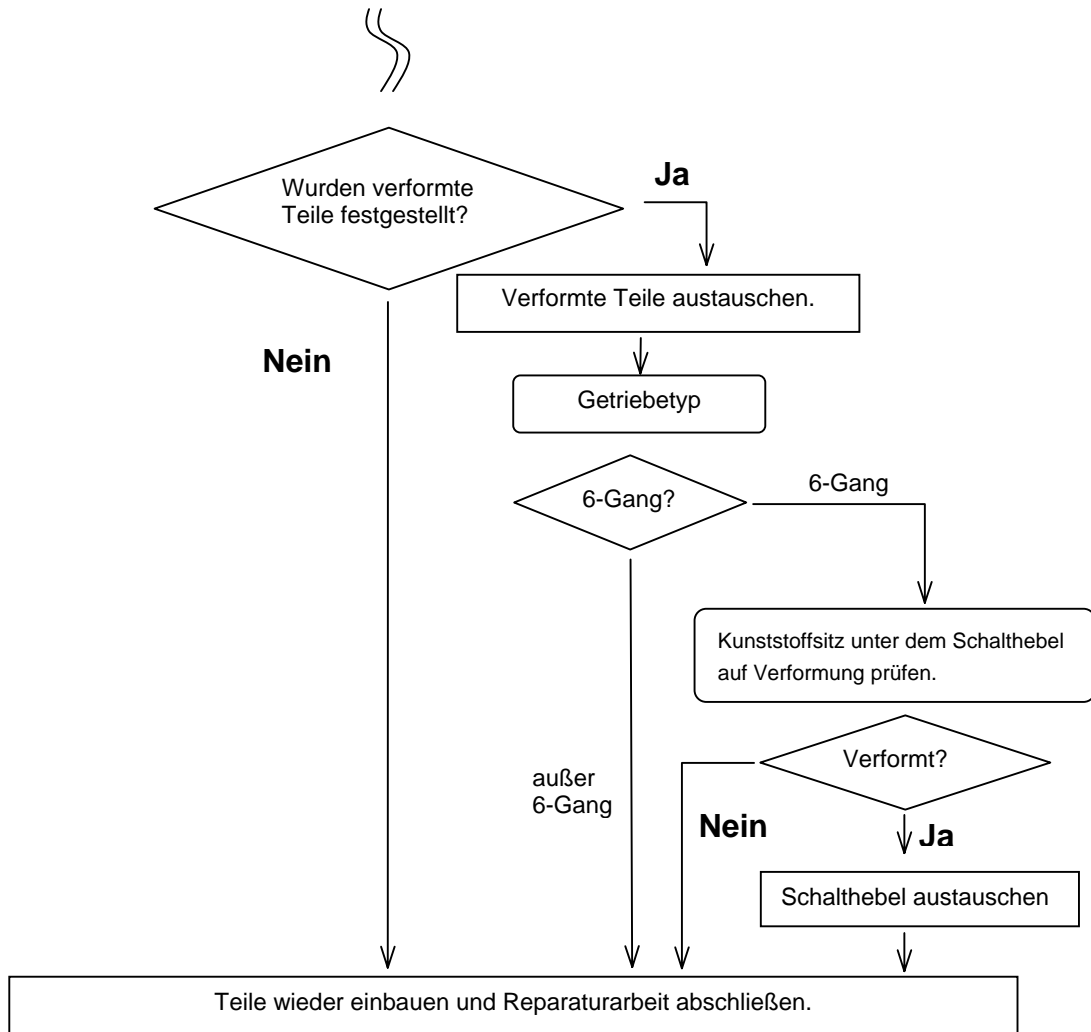 Wurden verformte
Teile festgestellt?
Ja
Verformte Teile austauschen.
Nein
Getriebetyp
6-Gang?
6-Gang
Kunststoffsitz unter dem Schalthebel
auf Verformung prüfen.
Verformt?
außer
6-Gang
Nein
Ja
Schalthebel austauschen
Teile wieder einbauen und Reparaturarbeit abschließen.